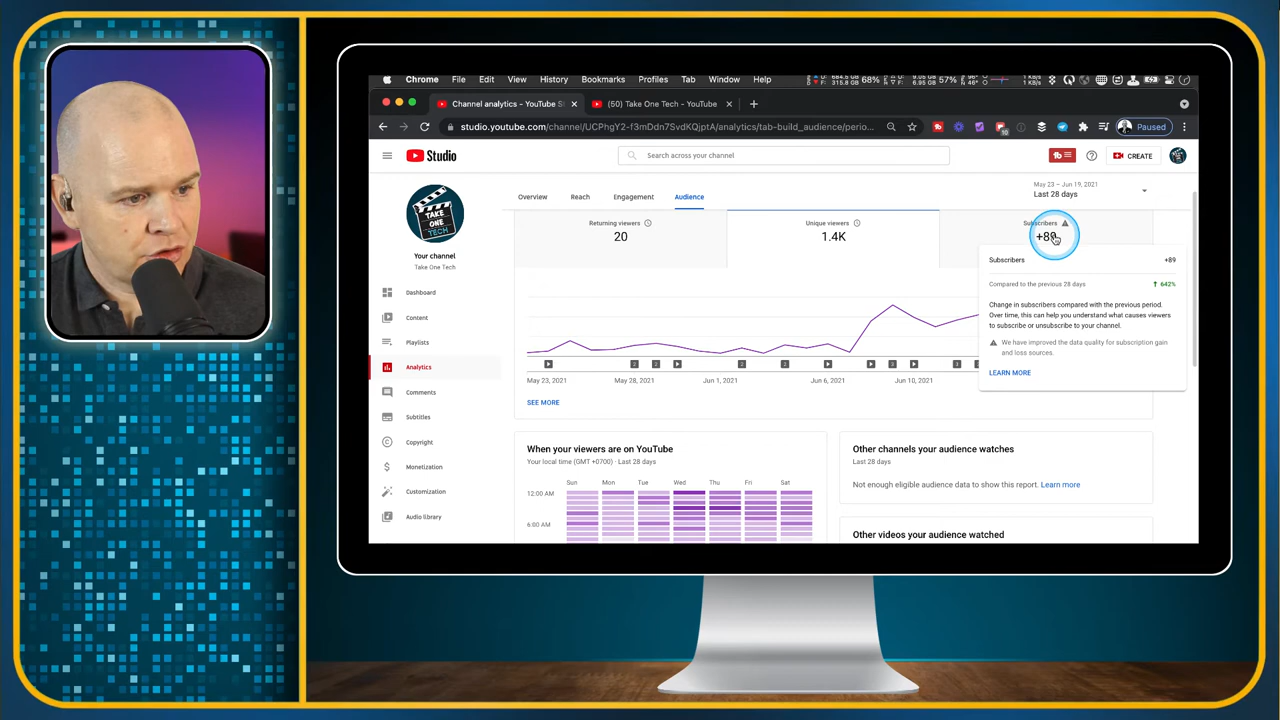 Chrome File Edit View History Bookmarks Profiles Tab Window Help
68% 57%
Channel analytics - YouTube S
(50) Take One Tech - YouTube
studio.youtube.com/channel/UCPhgY2-f3mDdn7SvdKQjptA/analytics/tab-build_audience/perio...
Paused
Studio
Search across your channel
CREATE
TAKE ONE TECH
Your channel
Take One Tech
Dashboard
Content
Playlists
Analytics
Comments
Subtitles
Copyright
Monetization
Customization
Audio library
Overview Reach Engagement Audience
May 23 – Jun 19, 2021
Last 28 days
Returning viewers
20
Unique viewers
1.4K
Subscribers
+89
Subscribers +89
Compared to the previous 28 days 642%
Change in subscribers compared with the previous period.
Over time, this can help you understand what causes viewers
to subscribe or unsubscribe to your channel.
We have improved the data quality for subscription gain
and loss sources.
LEARN MORE
May 23, 2021 May 28, 2021 Jun 1, 2021 Jun 6, 2021 Jun 10, 2021
SEE MORE
When your viewers are on YouTube
Your local time (GMT +0700) · Last 28 days
Sun Mon Tue Wed Thu Fri Sat
12:00 AM
6:00 AM
Other channels your audience watches
Last 28 days
Not enough eligible audience data to show this report. Learn more
Other videos your audience watched